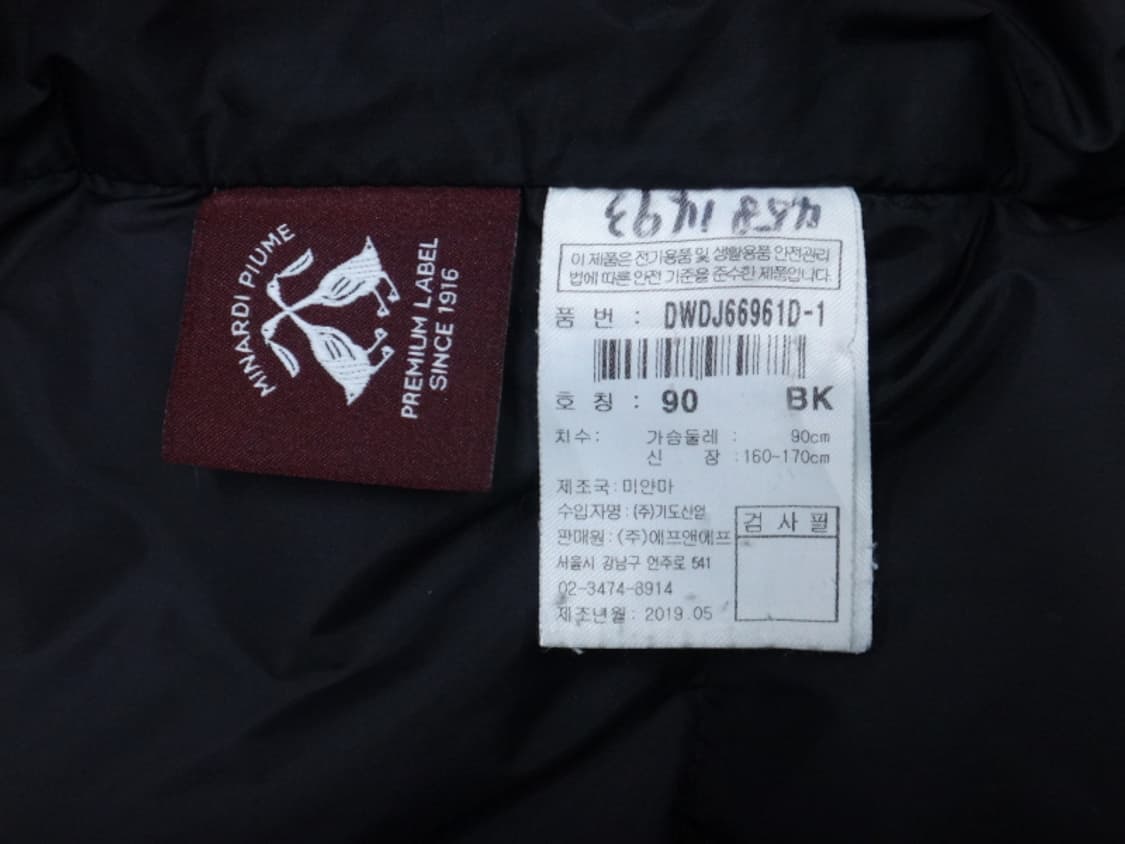 MINARDI PIUME
PREMIUM LABEL
SINCE 1916
이 제품은 전기용품 및 생활용품 안전관리
법에 따른 안전 기준을 준수한 제품입니다.
품 번 : DWDJ66961D-1
호 칭 : 90 BK
치수 : 가슴둘레 : 90cm
신 장 : 160-170cm
제조국 : 미얀마
수입자명 : (주)기도산업
판매원 : (주)에프앤에프
서울시 강남구 언주로 541
02-3474-8914
제조년월 : 2019.05
검 사 필